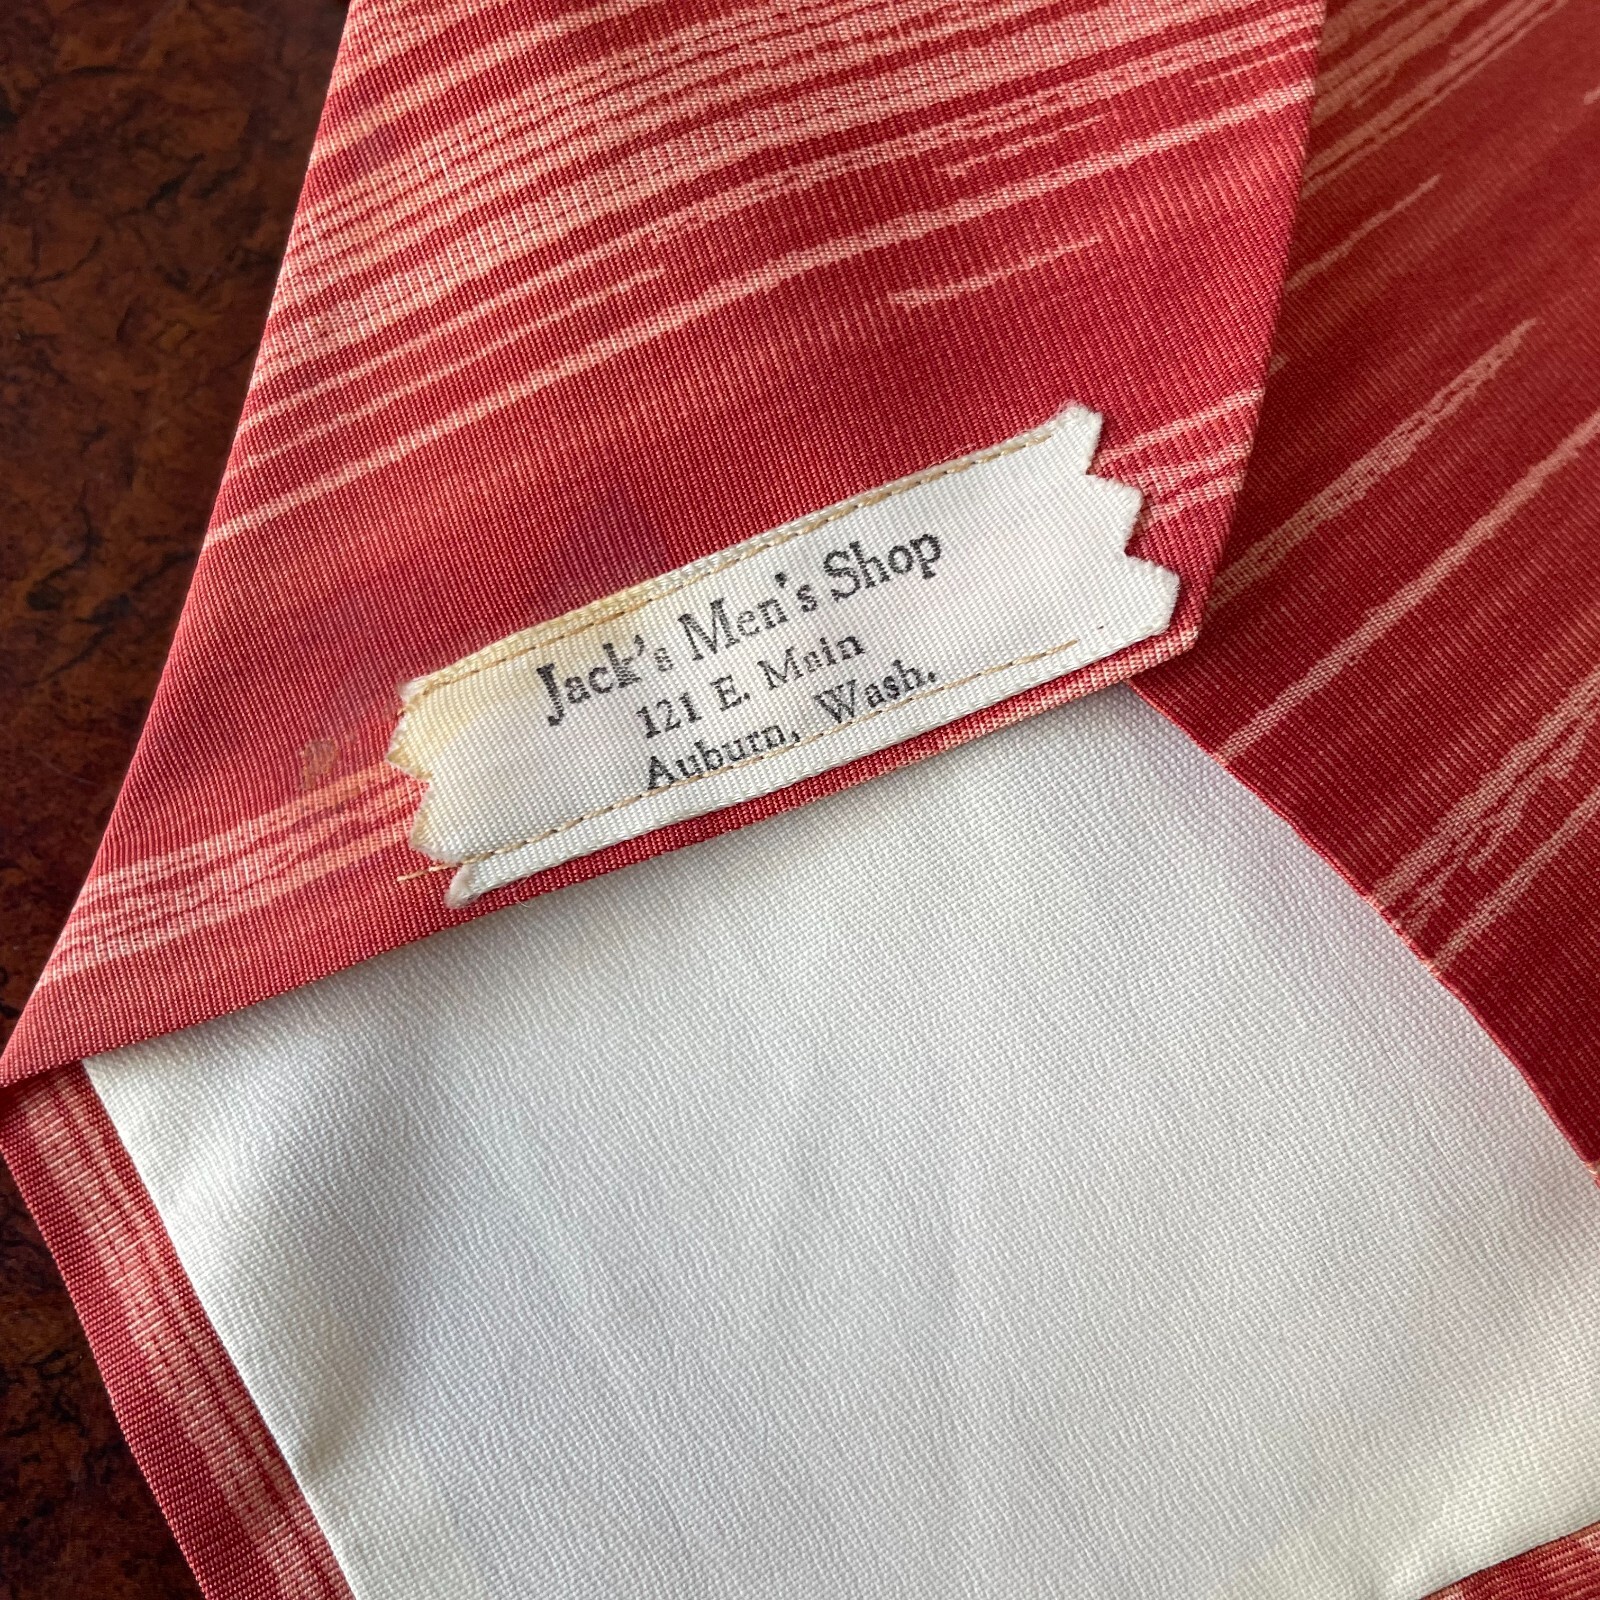 Jack's Men's Shop
121 E. Main
Auburn, Wash.